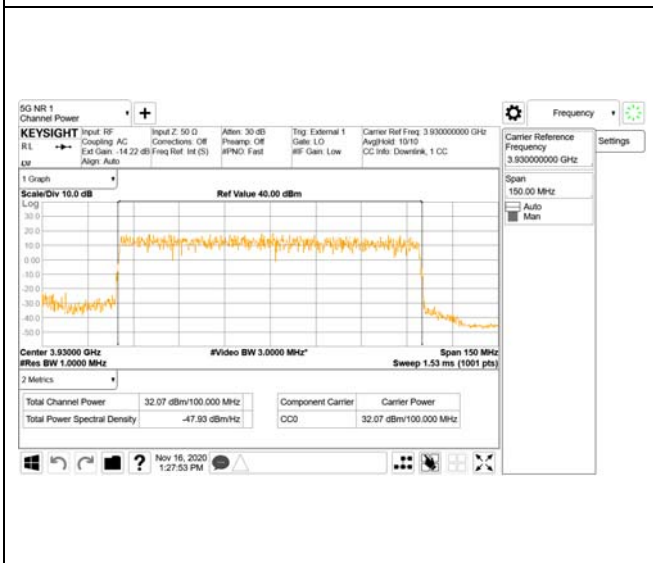 5G NR 1
Channel Power
Frequency
KEYSIGHT
RL
Input: RF
Coupling: AC
Ext Gain: -14.22 dB
Align: Auto
Input Z: 50 Ω
Corrections: Off
Freq Ref: Int (S)
Atten: 30 dB
Preamp: Off
#PNO: Fast
Trig: External 1
Gate: LO
#IF Gain: Low
Carrier Ref Freq: 3.930000000 GHz
Avg|Hold: 10/10
CC Info: Downlink, 1 CC
Carrier Reference
Frequency
3.930000000 GHz
Settings
Span
150.00 MHz
Auto
Man
1 Graph
Scale/Div 10.0 dB
Ref Value 40.00 dBm
Log
30.0
20.0
10.0
0.00
-10.0
-20.0
-30.0
-40.0
-50.0
Center 3.93000 GHz
#Video BW 3.0000 MHz*
Span 150 MHz
#Res BW 1.0000 MHz
Sweep 1.53 ms (1001 pts)
2 Metrics
Total Channel Power 32.07 dBm/100.000 MHz
Total Power Spectral Density -47.93 dBm/Hz
Component Carrier Carrier Power
CC0 32.07 dBm/100.000 MHz
?
Nov 16, 2020
1:27:53 PM